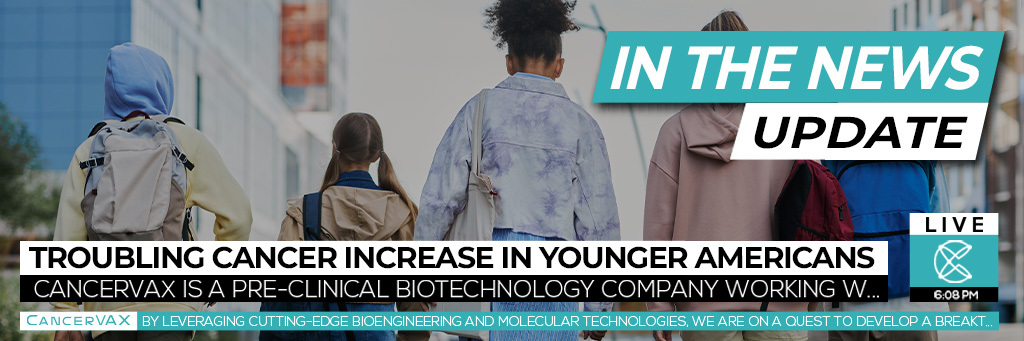 IN THE NEWS
UPDATE
LIVE
6:08 PM
TROUBLING CANCER INCREASE IN YOUNGER AMERICANS
CANCERVAX IS A PRE-CLINICAL BIOTECHNOLOGY COMPANY WORKING W...
CANCERVAX BY LEVERAGING CUTTING-EDGE BIOENGINEERING AND MOLECULAR TECHNOLOGIES, WE ARE ON A QUEST TO DEVELOP A BREAKT...